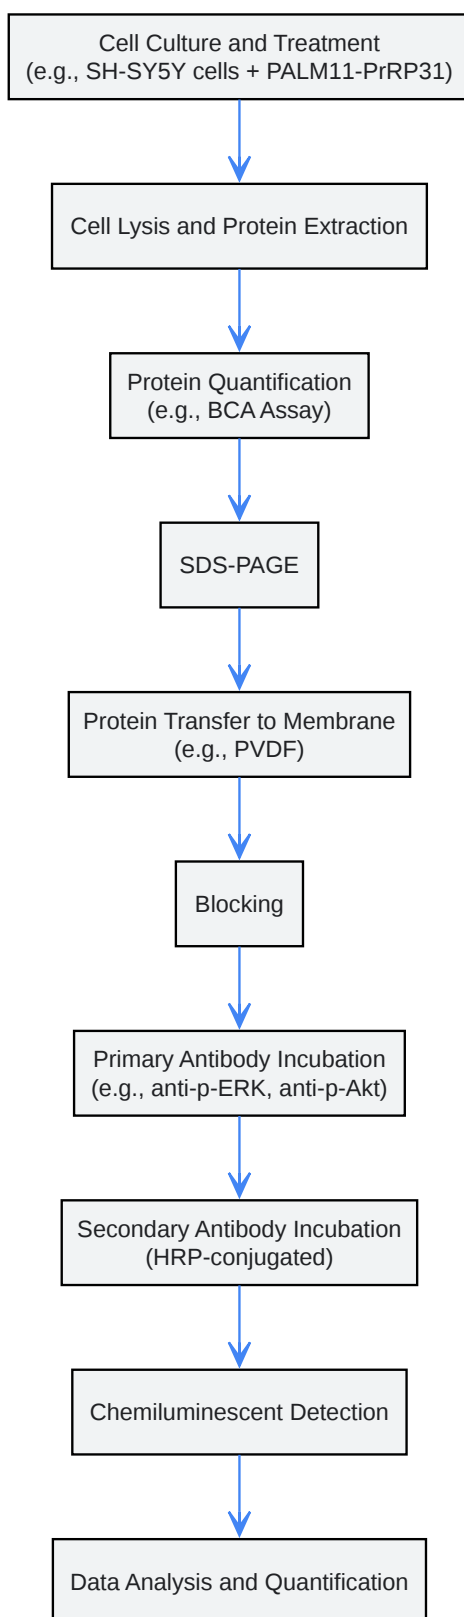 Cell Culture and Treatment
(e.g., SH-SY5Y cells + PALM11-PrRP31)
Cell Lysis and Protein Extraction
Protein Quantification
(e.g., BCA Assay)
SDS-PAGE
Protein Transfer to Membrane
(e.g., PVDF)
Blocking
Primary Antibody Incubation
(e.g., anti-p-ERK, anti-p-Akt)
Secondary Antibody Incubation
(HRP-conjugated)
Chemiluminescent Detection
Data Analysis and Quantification